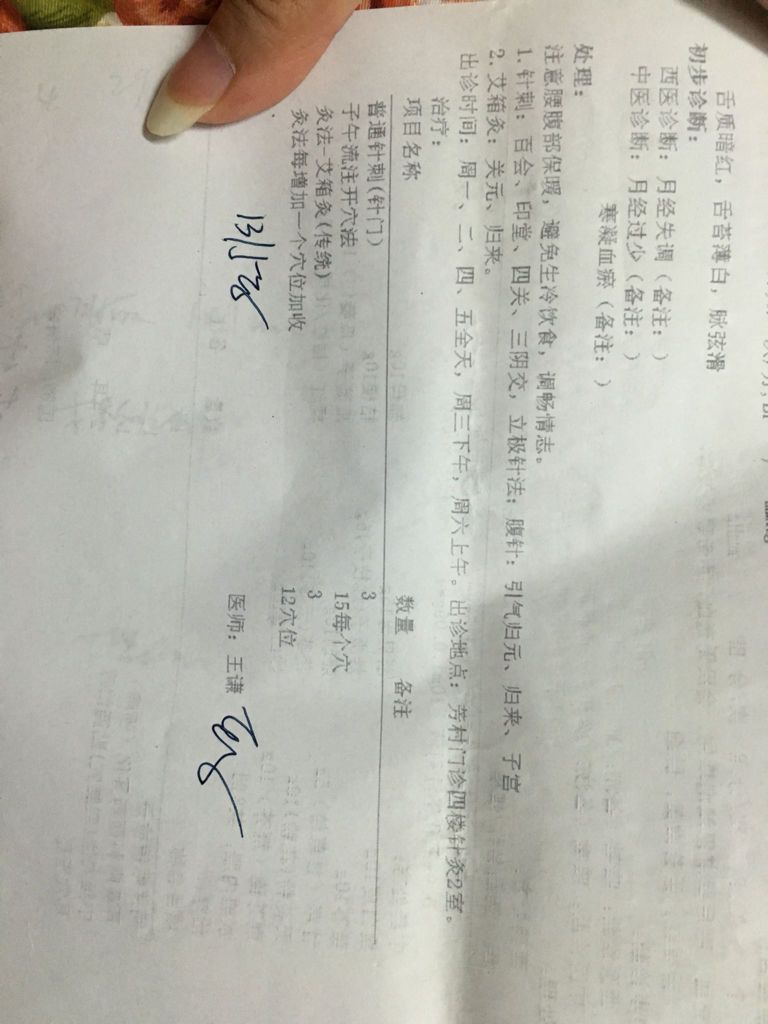 舌质暗红，舌苔薄白，脉弦滑
初步诊断：
西医诊断：月经失调（备注：）
中医诊断：月经过少（备注：）
寒凝血瘀（备注：）
处理：
注意腰腹部保暖，避免生冷饮食，调畅情志。
1.针刺：百会、印堂、四关、三阴交，立极针法；腹针：引气归元、归来、子宫
2.艾箱灸：关元、归来。
出诊时间：周一、二、四、五全天，周三下午，周六上午。出诊地点：芳村门诊四楼针灸2室。
治疗：
项目名称 数量 备注
普通针刺(针门) 3
子午流注开穴法 15每个穴
灸法-艾箱灸(传统) 3
灸法每增加一个穴位加收 12穴位
医师：王谦